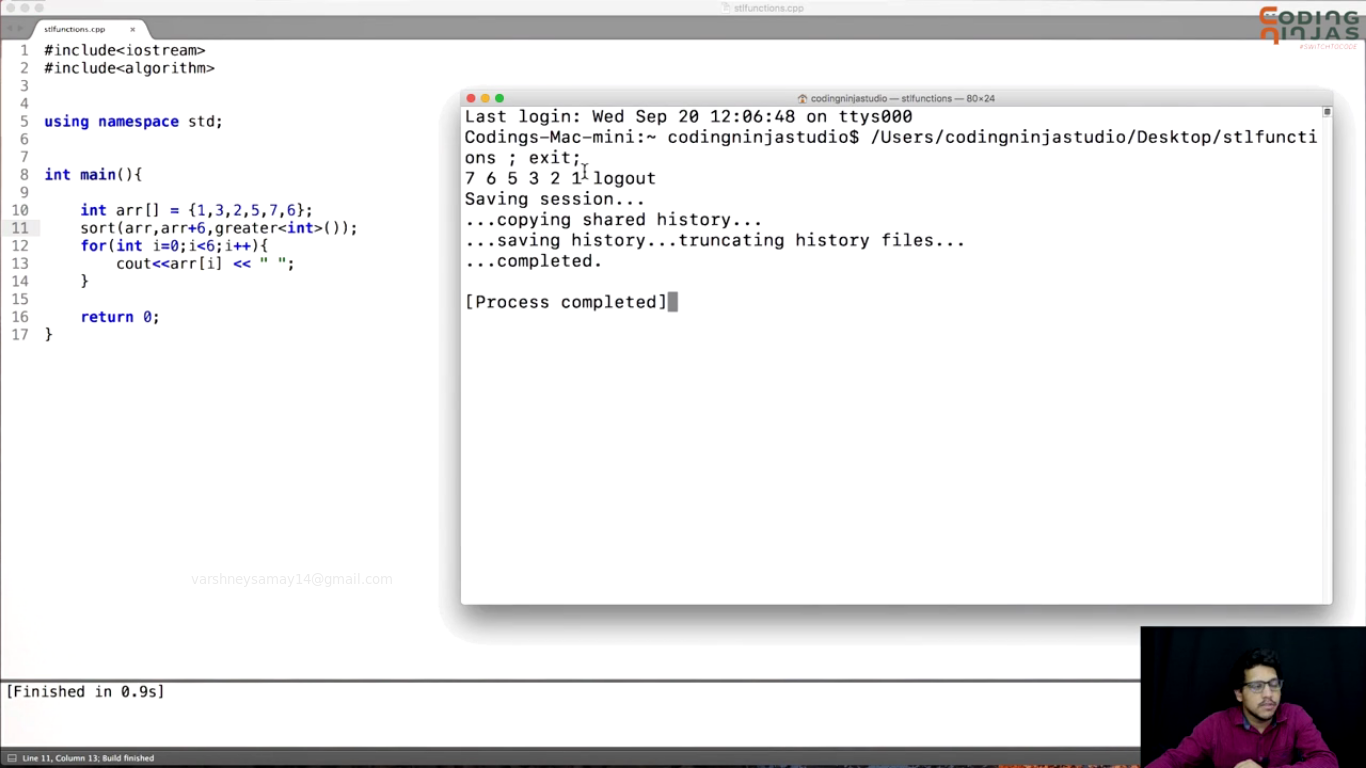 stlfunctions.cpp
CODING
NINJAS
#SWITCHTOCODE
stlfunctions.cpp ×
1 #include<iostream>
2 #include<algorithm>
3
4
5 using namespace std;
6
7
8 int main(){
9
10 int arr[] = {1,3,2,5,7,6};
11 sort(arr,arr+6,greater<int>());
12 for(int i=0;i<6;i++){
13 cout<<arr[i] << " ";
14 }
15
16 return 0;
17 }
codingninjastudio — stlfunctions — 80×24
Last login: Wed Sep 20 12:06:48 on ttys000
Codings-Mac-mini:~ codingninjastudio$ /Users/codingninjastudio/Desktop/stlfuncti
ons ; exit;
7 6 5 3 2 1 logout
Saving session...
...copying shared history...
...saving history...truncating history files...
...completed.
[Process completed]
varshneysamay14@gmail.com
[Finished in 0.9s]
Line 11, Column 13; Build finished